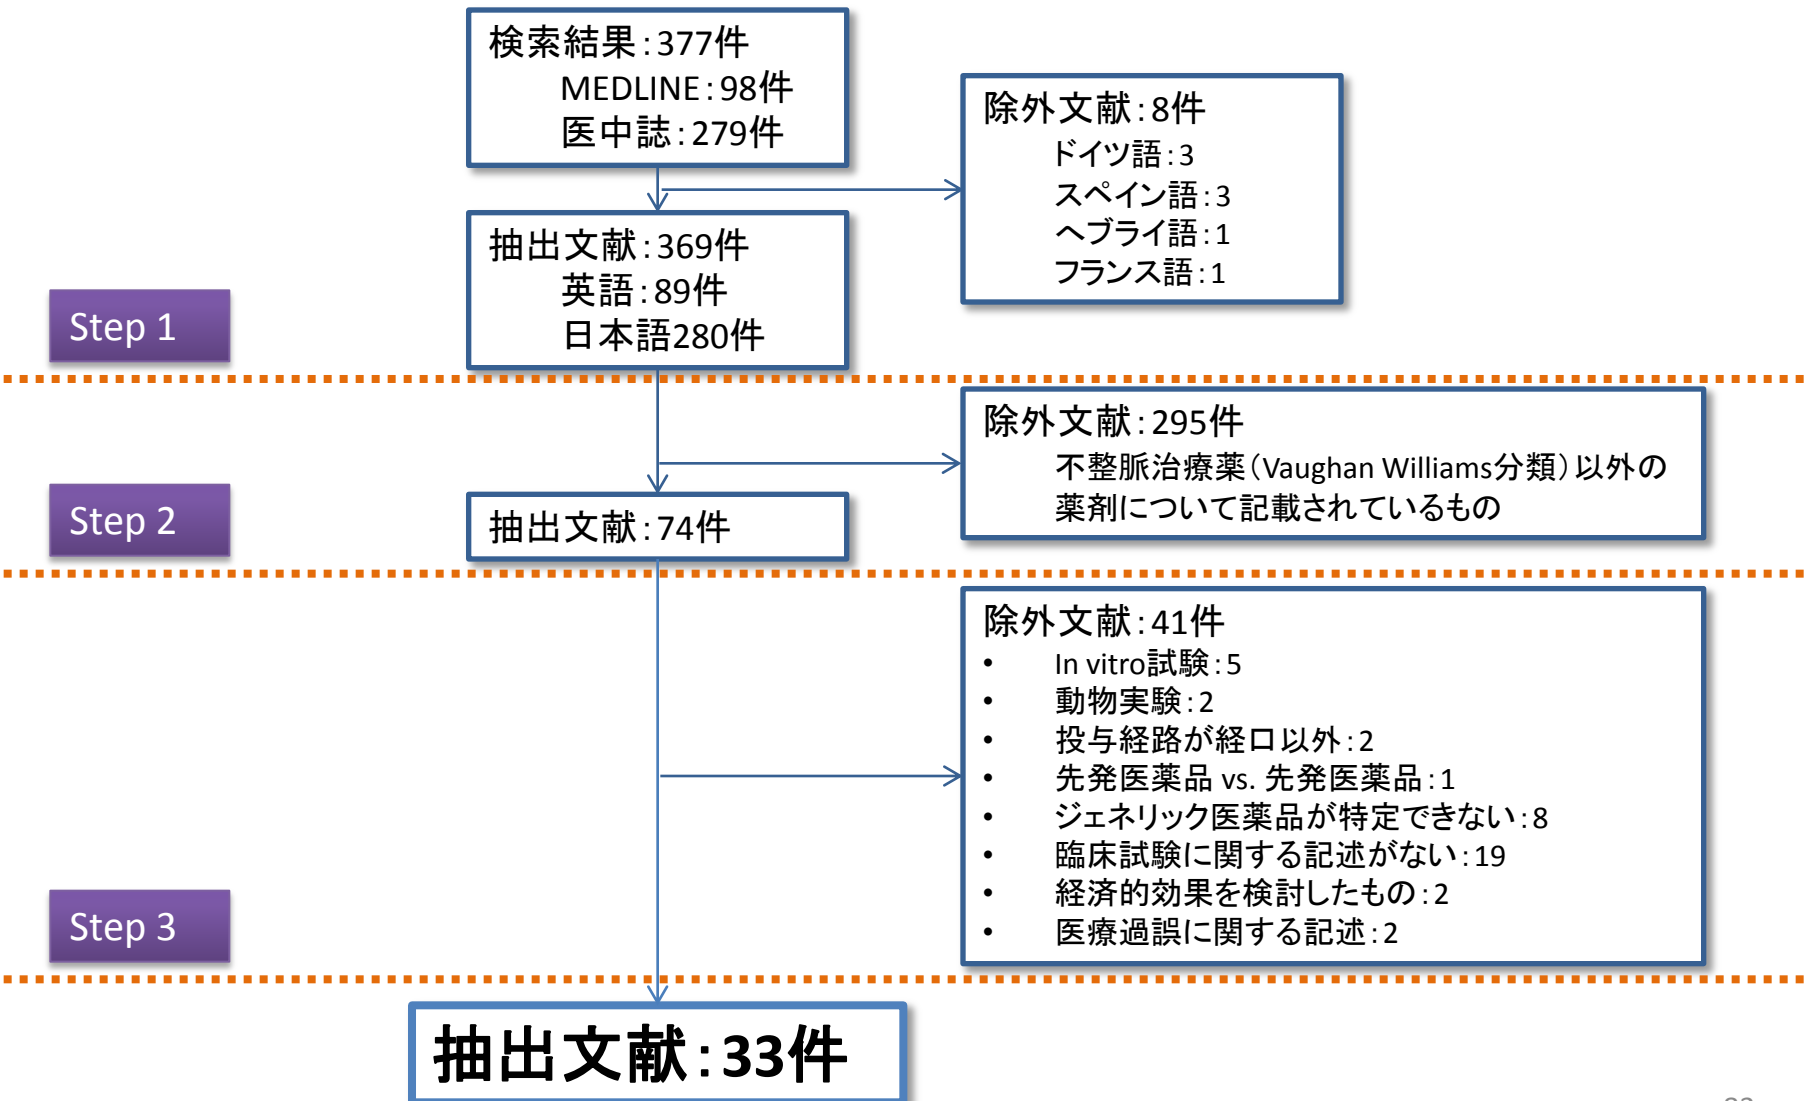 検索結果：377件
MEDLINE：98件
医中誌：279件
除外文献：8件
ドイツ語：3
スペイン語：3
ヘブライ語：1
フランス語：1
抽出文献：369件
英語：89件
日本語280件
Step 1
除外文献：295件
不整脈治療薬（Vaughan Williams分類）以外の
薬剤について記載されているもの
Step 2
抽出文献：74件
除外文献：41件
• In vitro試験：5
• 動物実験：2
• 投与経路が経口以外：2
• 先発医薬品 vs. 先発医薬品：1
• ジェネリック医薬品が特定できない：8
• 臨床試験に関する記述がない：19
• 経済的効果を検討したもの：2
• 医療過誤に関する記述：2
Step 3
抽出文献：33件